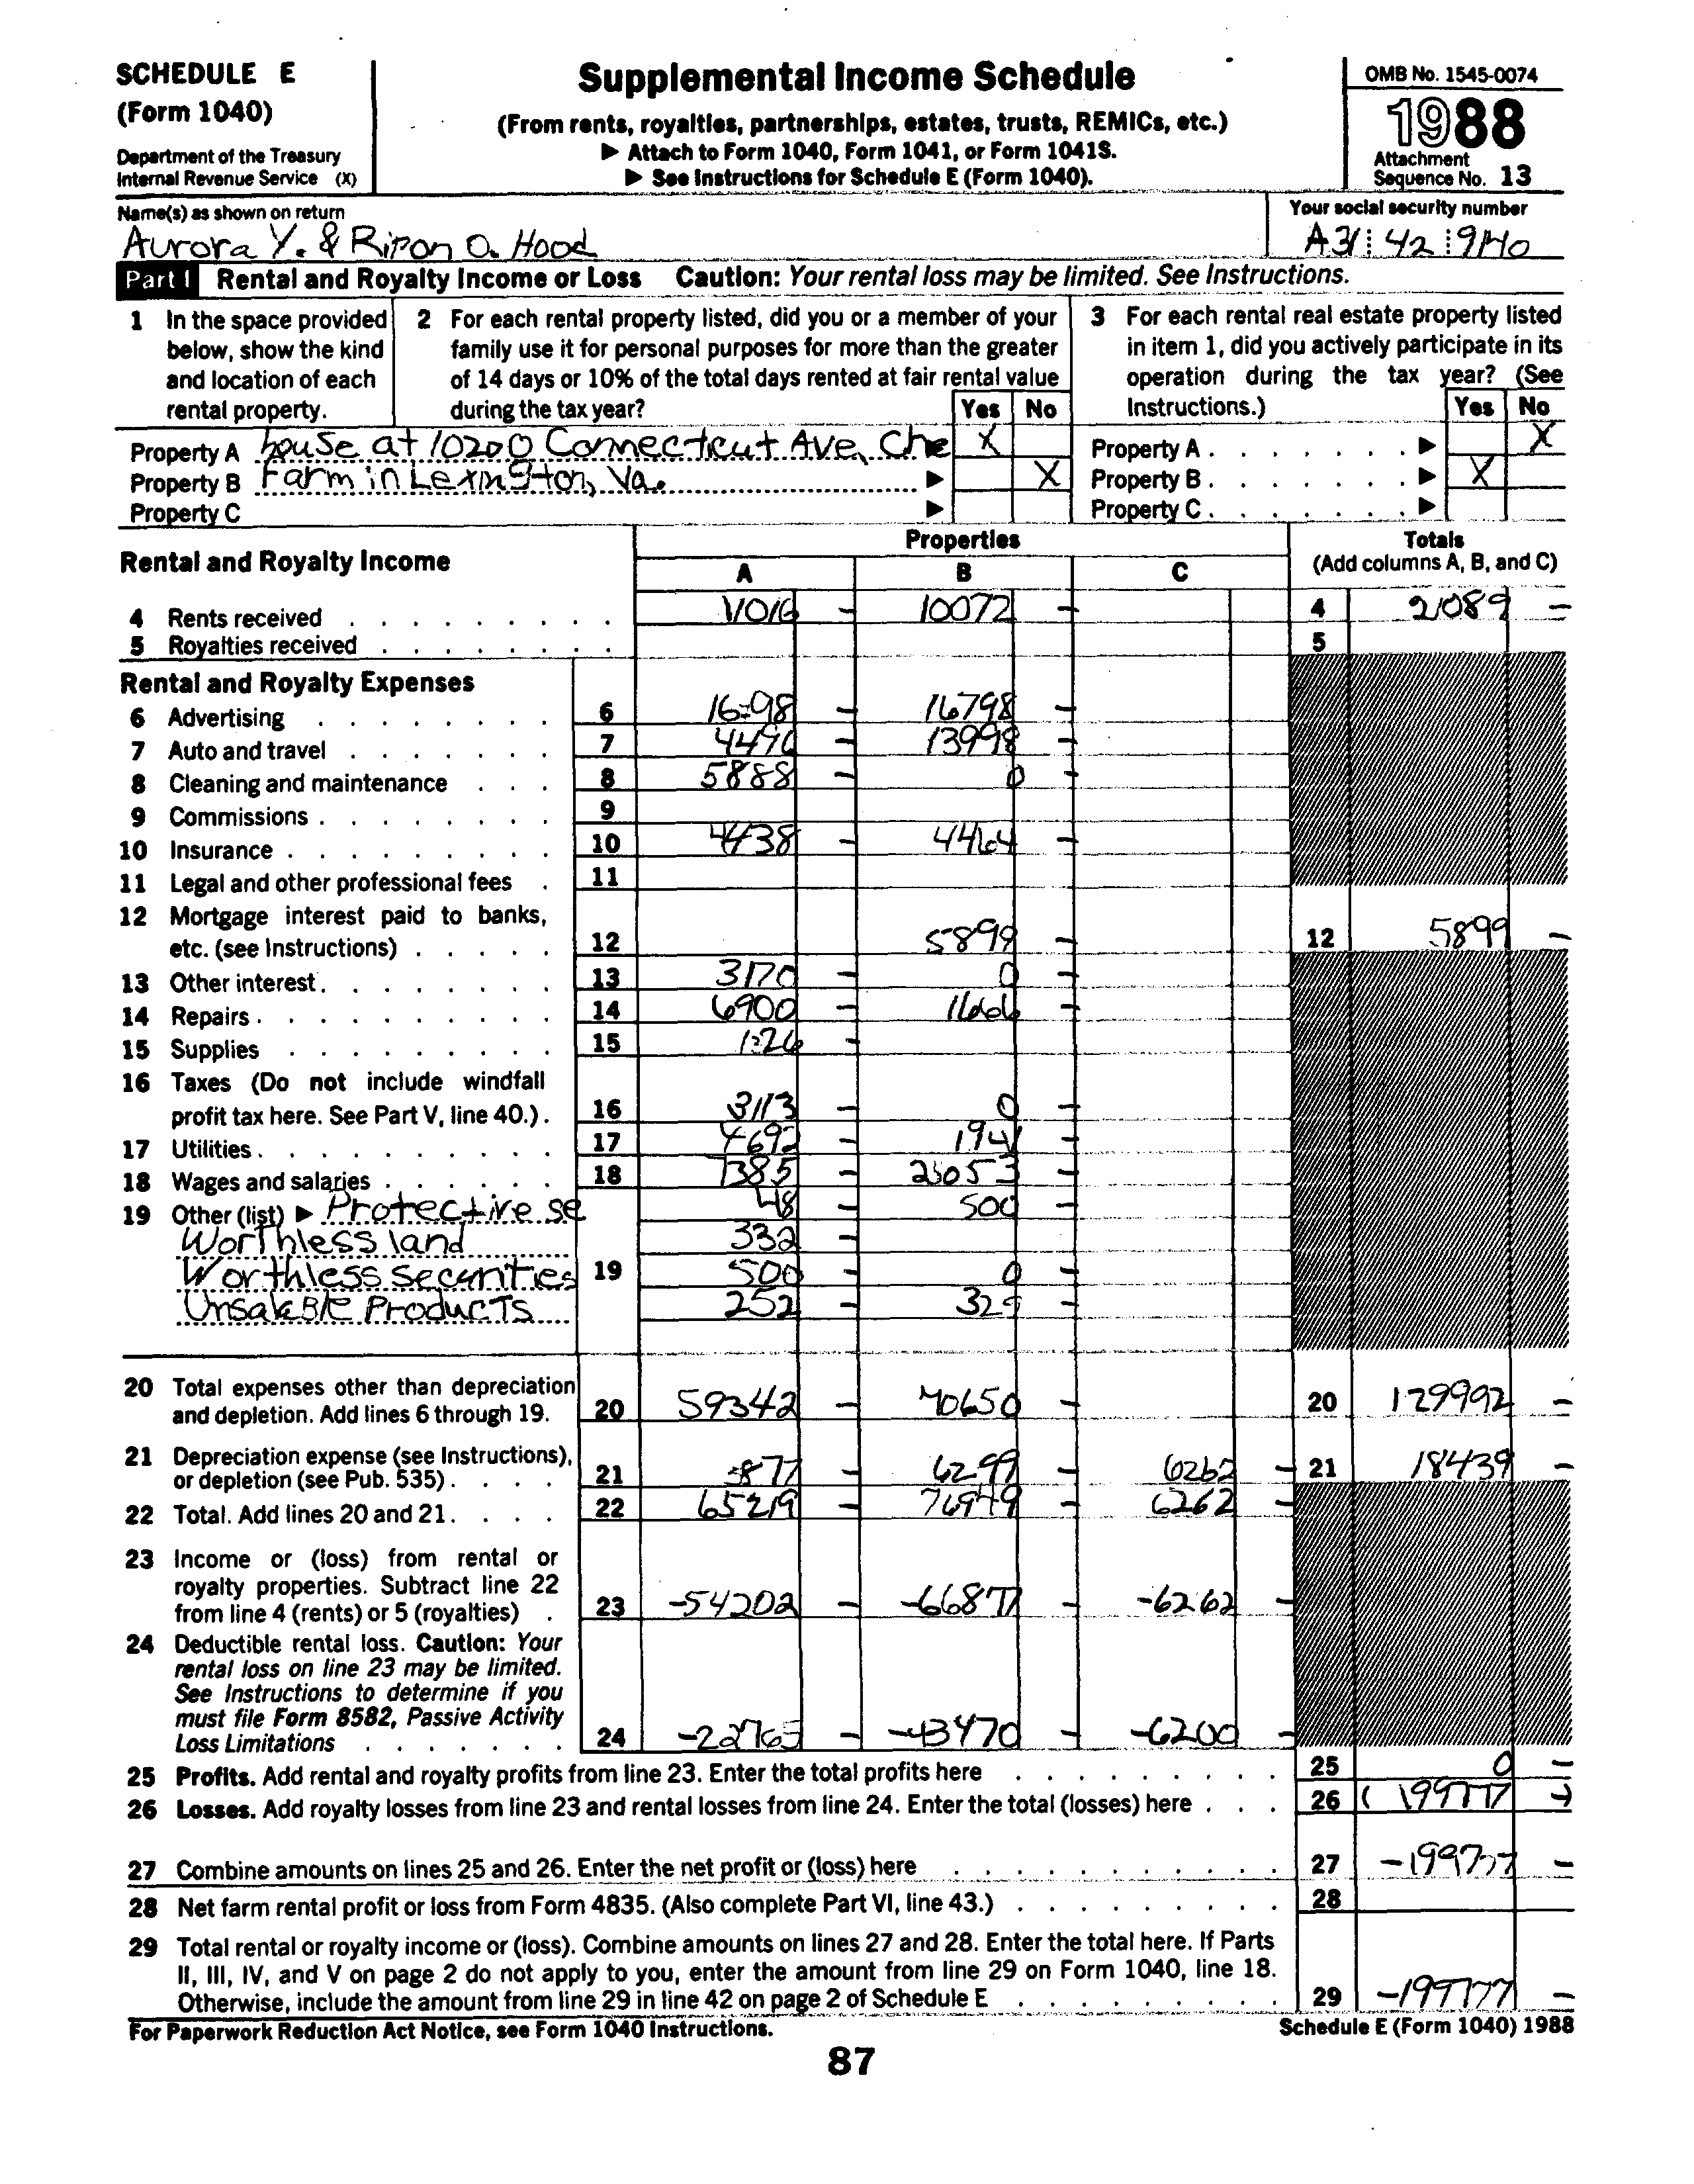 SCHEDULE E
(Form 1040)
Department of the Treasury
Internal Revenue Service (X)
Supplemental Income Schedule
(From rents, royalties, partnerships, estates, trusts, REMICs, etc.)
▶ Attach to Form 1040, Form 1041, or Form 1041S.
▶ See Instructions for Schedule E (Form 1040).
OMB No. 1545-0074
1988
Attachment
Sequence No. 13
Name(s) as shown on return
Aurora Y. & Ripon O. Hood
Your social security number
A31 42 9140
Part I Rental and Royalty Income or Loss Caution: Your rental loss may be limited. See Instructions.
1 In the space provided
below, show the kind
and location of each
rental property.
2 For each rental property listed, did you or a member of your
family use it for personal purposes for more than the greater
of 14 days or 10% of the total days rented at fair rental value
during the tax year? Yes No
3 For each rental real estate property listed
in item 1, did you actively participate in its
operation during the tax year? (See
Instructions.) Yes No
Property A house at 10200 Connecticut Ave, Che X
Property B Farm in Lexington, Va. ▶ X
Property C ▶
Property A ▶ X
Property B ▶ X
Property C ▶
Rental and Royalty Income
Properties
A B C
Totals
(Add columns A, B, and C)
4 Rents received 11016 - 10072 - 4 21089 -
5 Royalties received 5
Rental and Royalty Expenses
6 Advertising 6 - 16798 -
7 Auto and travel 7 4496 - 13998 -
8 Cleaning and maintenance 8 5888 - 0 -
9 Commissions 9
10 Insurance 10 4438 - 4464 -
11 Legal and other professional fees 11
12 Mortgage interest paid to banks,
etc. (see Instructions) 12 5899 - 12 5899 -
13 Other interest 13 3170 - 0 -
14 Repairs 14 6900 - 1666 -
15 Supplies 15 -
16 Taxes (Do not include windfall
profit tax here. See Part V, line 40.) 16 3113 - 0 -
17 Utilities 17 4692 - 1941 -
18 Wages and salaries 18 7385 - 25053 -
19 Other (list) ▶ Protective se 48 - 500 -
Worthless land 332 -
Worthless securities 19 500 - 0 -
Unsalable Products 252 - 329 -
20 Total expenses other than depreciation
and depletion. Add lines 6 through 19. 20 59342 - 70650 - 20 129992 -
21 Depreciation expense (see Instructions),
or depletion (see Pub. 535) 21 5877 - 6299 - 6262 - 21 18439 -
22 Total. Add lines 20 and 21. 22 65219 - 76949 - 6262 -
23 Income or (loss) from rental or
royalty properties. Subtract line 22
from line 4 (rents) or 5 (royalties) 23 -54202 - -66877 - -6262 -
24 Deductible rental loss. Caution: Your
rental loss on line 23 may be limited.
See Instructions to determine if you
must file Form 8582, Passive Activity
Loss Limitations 24 -22765 - -43470 - -6200 -
25 Profits. Add rental and royalty profits from line 23. Enter the total profits here 25 0 -
26 Losses. Add royalty losses from line 23 and rental losses from line 24. Enter the total (losses) here 26 ( 199777 -)
27 Combine amounts on lines 25 and 26. Enter the net profit or (loss) here 27 -199777 -
28 Net farm rental profit or loss from Form 4835. (Also complete Part VI, line 43.) 28
29 Total rental or royalty income or (loss). Combine amounts on lines 27 and 28. Enter the total here. If Parts
II, III, IV, and V on page 2 do not apply to you, enter the amount from line 29 on Form 1040, line 18.
Otherwise, include the amount from line 29 in line 42 on page 2 of Schedule E 29 -199777 -
For Paperwork Reduction Act Notice, see Form 1040 Instructions. Schedule E (Form 1040) 1988
87